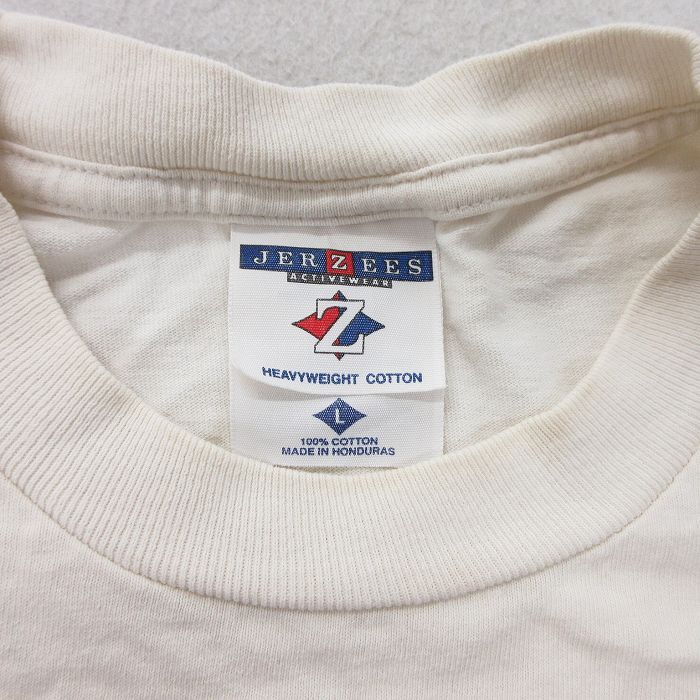 JERZEES
ACTIVEWEAR
Z
HEAVYWEIGHT COTTON
L
100% COTTON
MADE IN HONDURAS